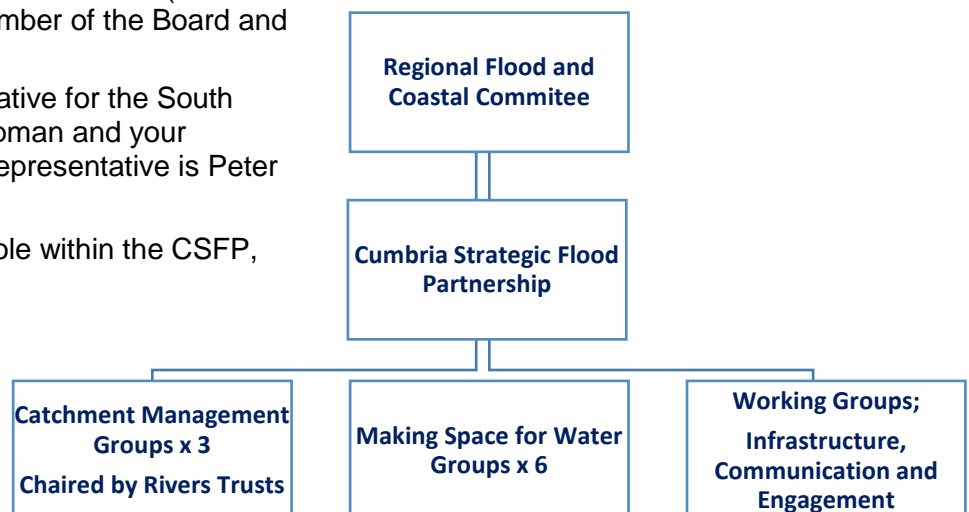 mber of the Board and
ative for the South
oman and your
epresentative is Peter
ole within the CSFP,
Regional Flood and
Coastal Commitee
Cumbria Strategic Flood
Partnership
Catchment Management
Groups x 3
Chaired by Rivers Trusts
Making Space for Water
Groups x 6
Working Groups;
Infrastructure,
Communication and
Engagement